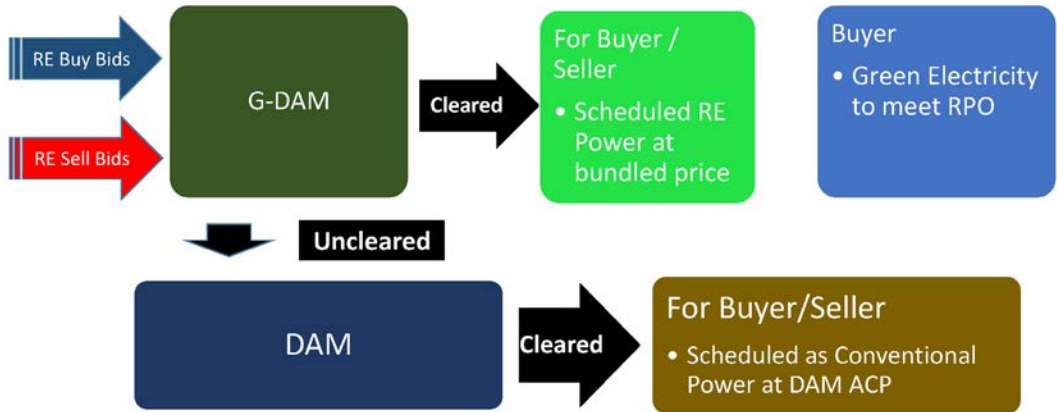 RE Buy Bids
RE Sell Bids
G-DAM
Cleared
For Buyer /
Seller
• Scheduled RE
Power at
bundled price
Buyer
• Green Electricity
to meet RPO
Uncleared
DAM
Cleared
For Buyer/Seller
• Scheduled as Conventional
Power at DAM ACP